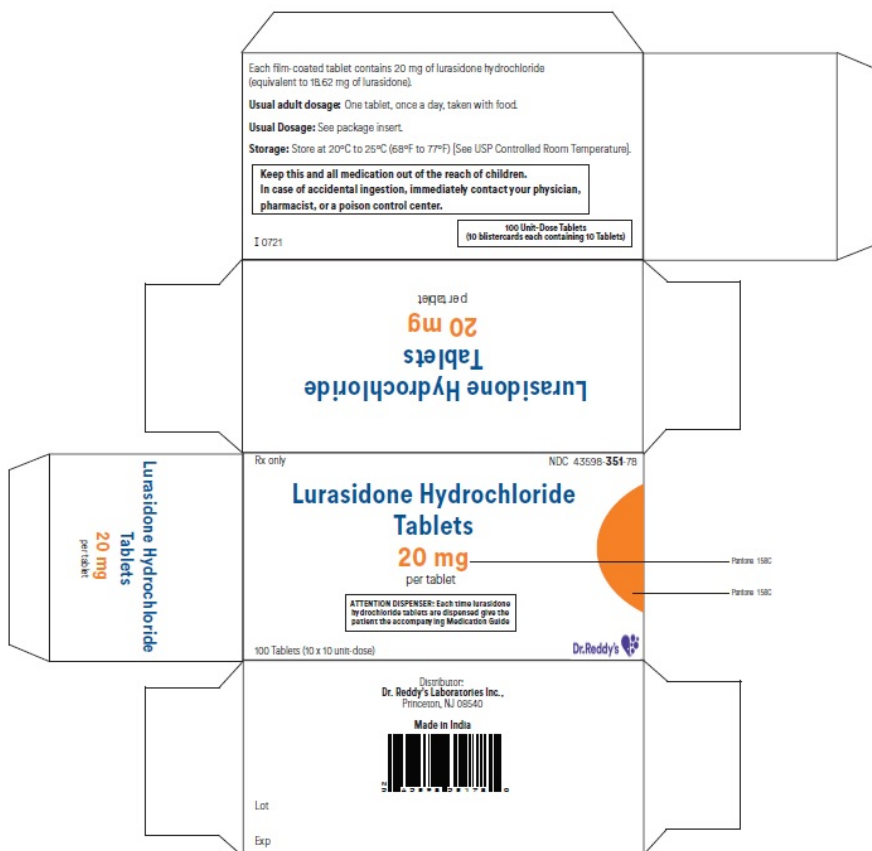 Each film-coated tablet contains 20 mg of lurasidone hydrochloride
(equivalent to 18.62 mg of lurasidone).
Usual adult dosage: One tablet, once a day, taken with food.
Usual Dosage: See package insert.
Storage: Store at 20°C to 25°C (68°F to 77°F) [See USP Controlled Room Temperature].
Keep this and all medication out of the reach of children.
In case of accidental ingestion, immediately contact your physician,
pharmacist, or a poison control center.
100 Unit-Dose Tablets
(10 blistercards each containing 10 Tablets)
I 0721
Lurasidone Hydrochloride
Tablets
20 mg
per tablet
Lurasidone Hydrochloride
Tablets
20 mg
per tablet
Rx only
NDC 43598-351-78
Lurasidone Hydrochloride
Tablets
20 mg
per tablet
Pantone 158C
Pantone 158C
ATTENTION DISPENSER: Each time lurasidone
hydrochloride tablets are dispensed give the
patient the accompanying Medication Guide
100 Tablets (10 x 10 unit-dose)
Dr.Reddy's
Distributor:
Dr. Reddy's Laboratories Inc.,
Princeton, NJ 08540
Made in India
Lot
Exp